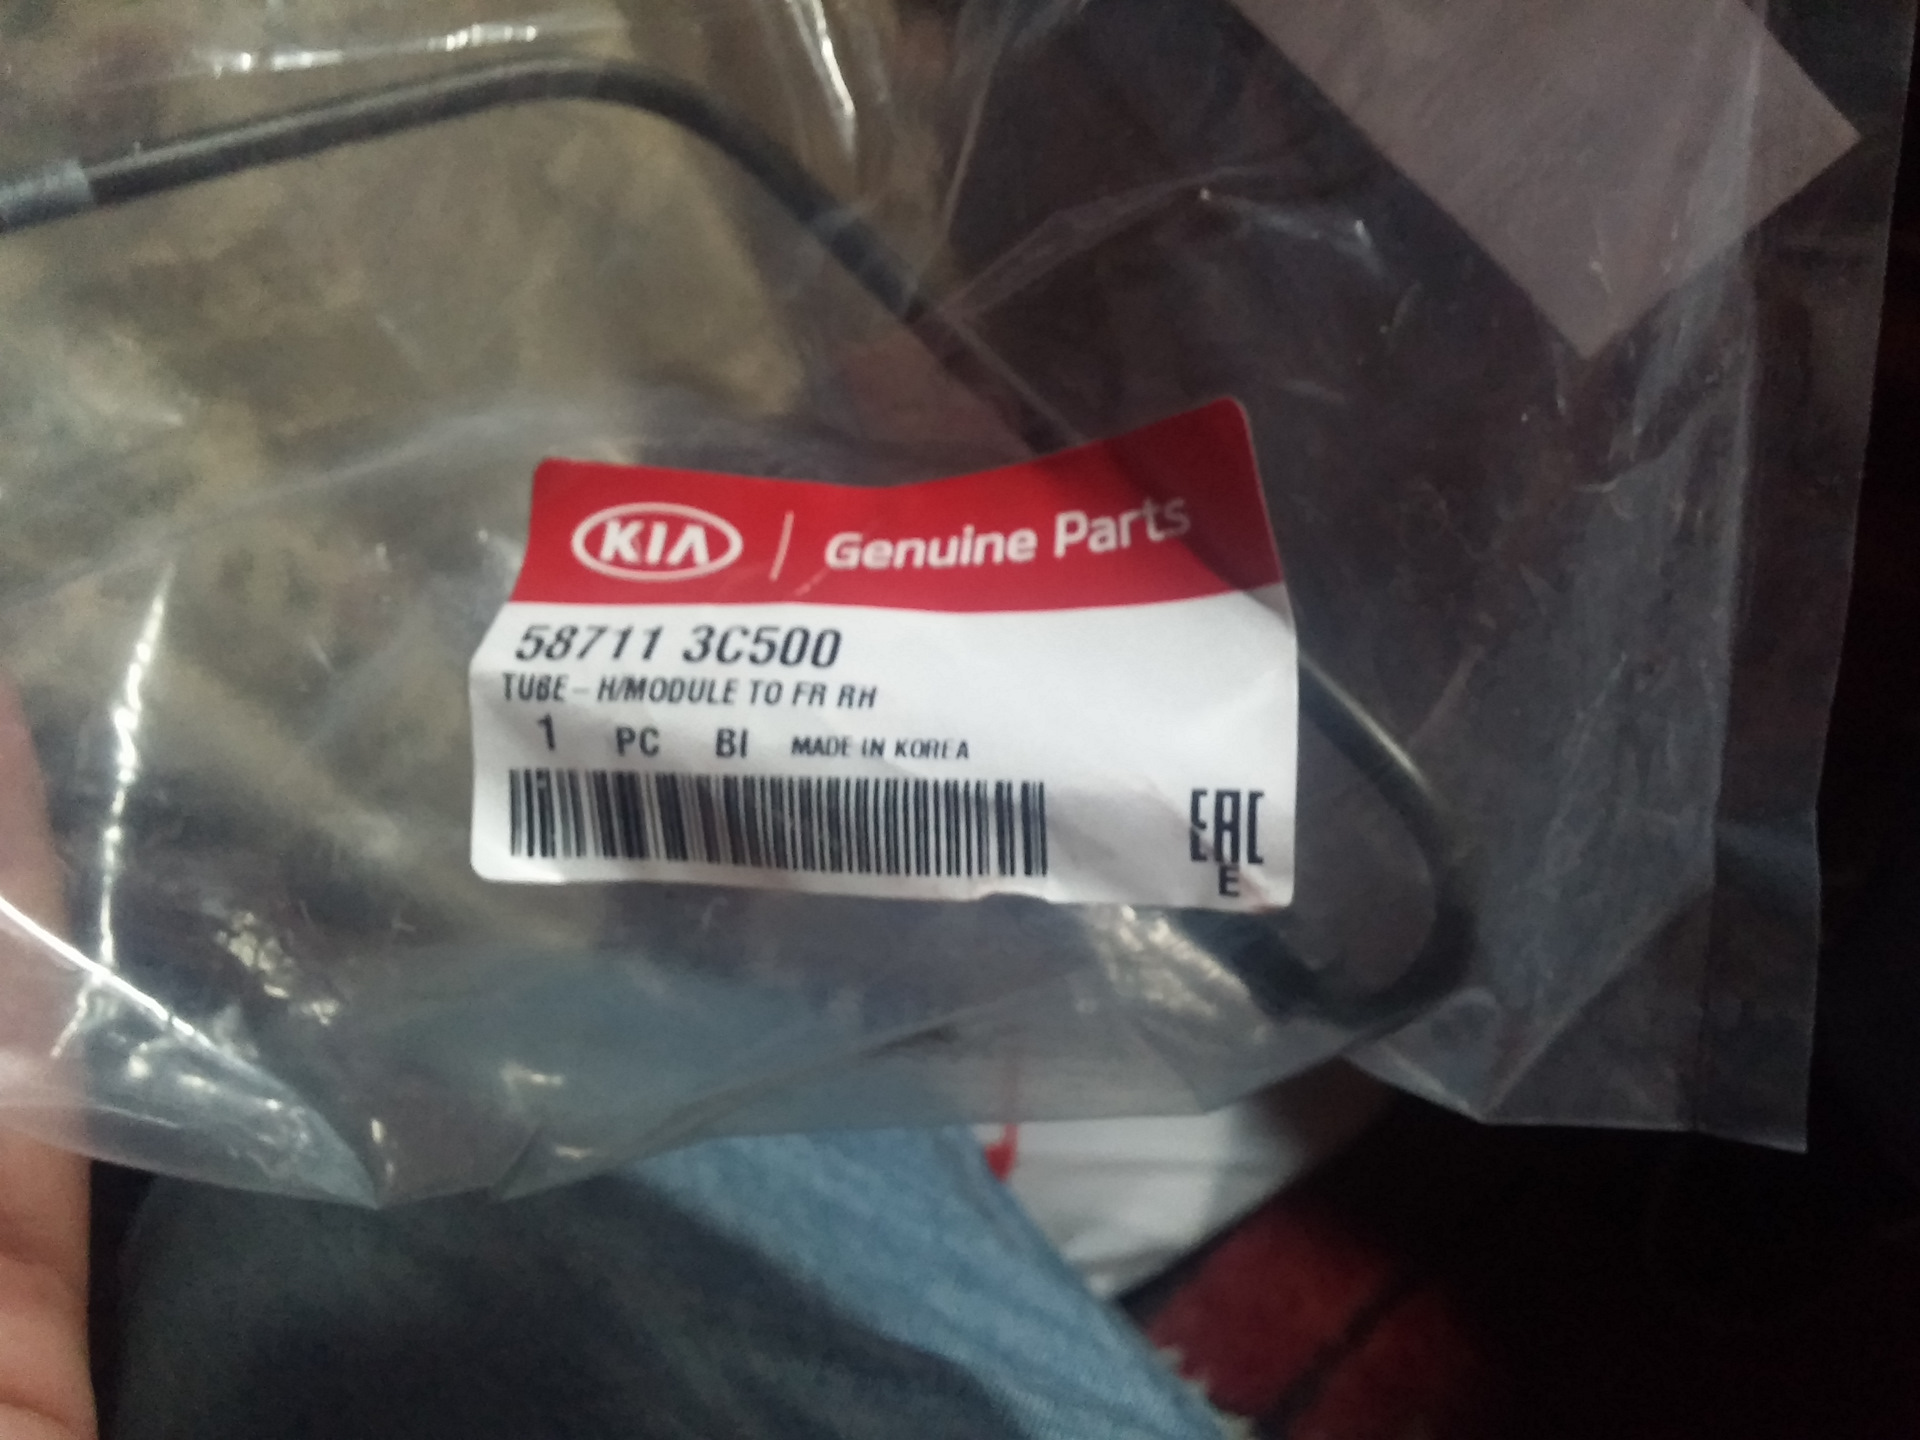 KIA | Genuine Parts
58711 3C500
TUBE - H/MODULE TO FR RH
1 PC BI MADE IN KOREA
EAC
E